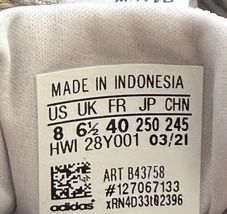 MADE IN INDONESIA
US UK FR JP CHN
8 6½ 40 250 245
HWI 28Y001 03/21
ART B43758
#127067133
adidas xRN4D33t02396